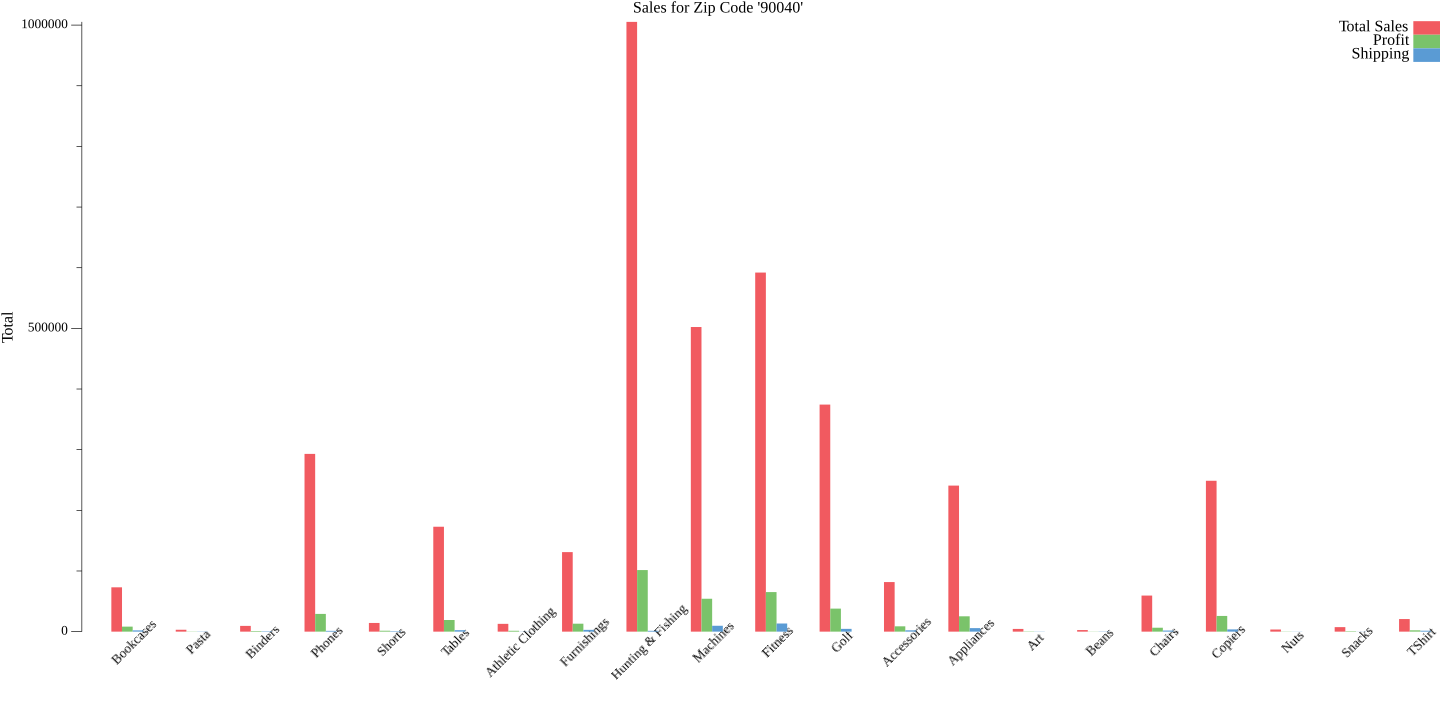 Sales for Zip Code '90040'
Total Sales
Profit
Shipping
1000000
500000
0
Total
Bookcases
Pasta
Binders
Phones
Shorts
Tables
Athletic Clothing
Furnishings
Hunting & Fishing
Machines
Fitness
Golf
Accessories
Appliances
Art
Beans
Chairs
Copiers
Nuts
Snacks
TShirt